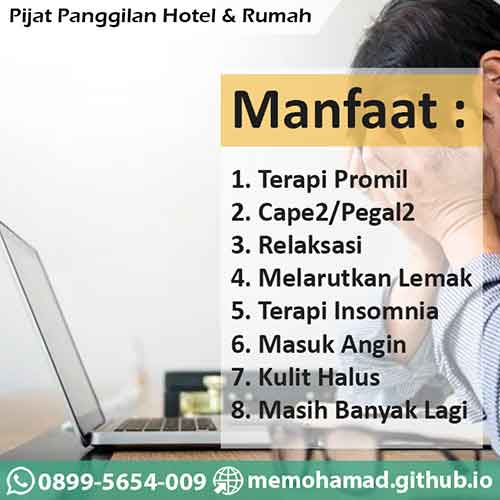 Pijat Panggilan Hotel & Rumah
Manfaat :
1. Terapi Promil
2. Cape2/Pegal2
3. Relaksasi
4. Melarutkan Lemak
5. Terapi Insomnia
6. Masuk Angin
7. Kulit Halus
8. Masih Banyak Lagi
0899-5654-009 memohamad.github.io